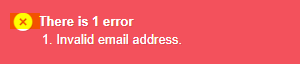 There is 1 error
1. Invalid email address.